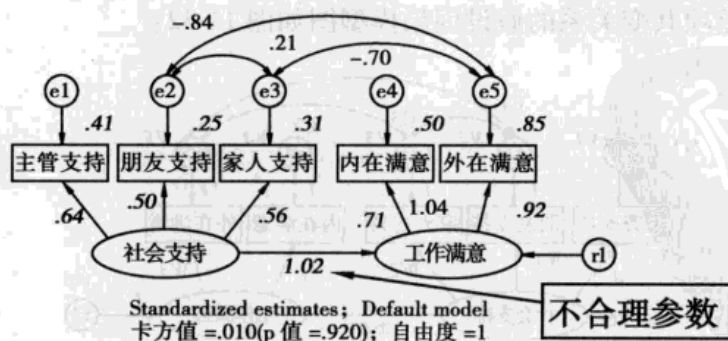 -.84
.21
-.70
e1 e2 e3 e4 e5
.41 .25 .31 .50 .85
主管支持 朋友支持 家人支持 内在满意 外在满意
.64 .50 .56 .71 1.04 .92
社会支持 工作满意 r1
1.02
不合理参数
Standardized estimates; Default model
卡方值=.010(p 值=.920); 自由度=1